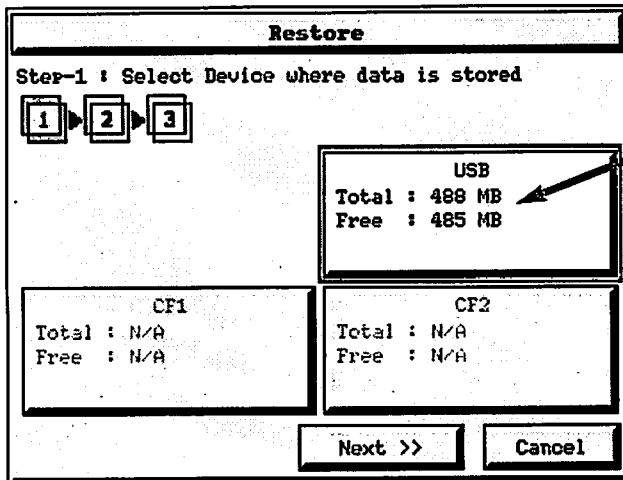 Restore
Step-1 : Select Device where data is stored
1 2 3
USB
Total : 488 MB
Free : 485 MB
CF1
Total : N/A
Free : N/A
CF2
Total : N/A
Free : N/A
Next >>
Cancel